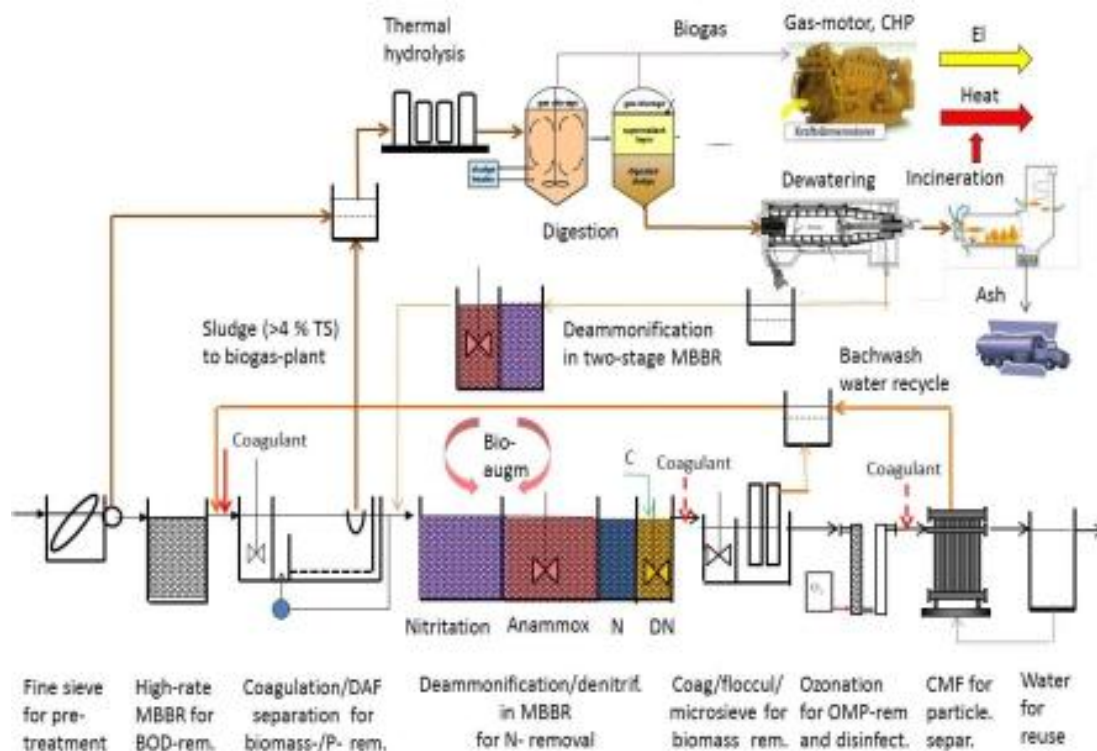 Thermal
hydrolysis
Biogas
Gas-motor, CHP
El
Heat
Digestion
Dewatering
Incineration
Ash
Sludge (>4 % TS)
to biogas-plant
Deammonification
in two-stage MBBR
Bachwash
water recycle
Coagulant
Bio-
augm
C
Coagulant
Coagulant
Nitritation
Anammox
N
DN
Fine sieve
for pre-
treatment
High-rate
MBBR for
BOD-rem.
Coagulation/DAF
separation for
biomass-/P- rem.
Deammonification/denitrif.
in MBBR
for N- removal
Coag/floccul/
microsieve for
biomass rem.
Ozonation
for OMP-rem
and disinfect.
CMF for
particle.
separ.
Water
for
reuse